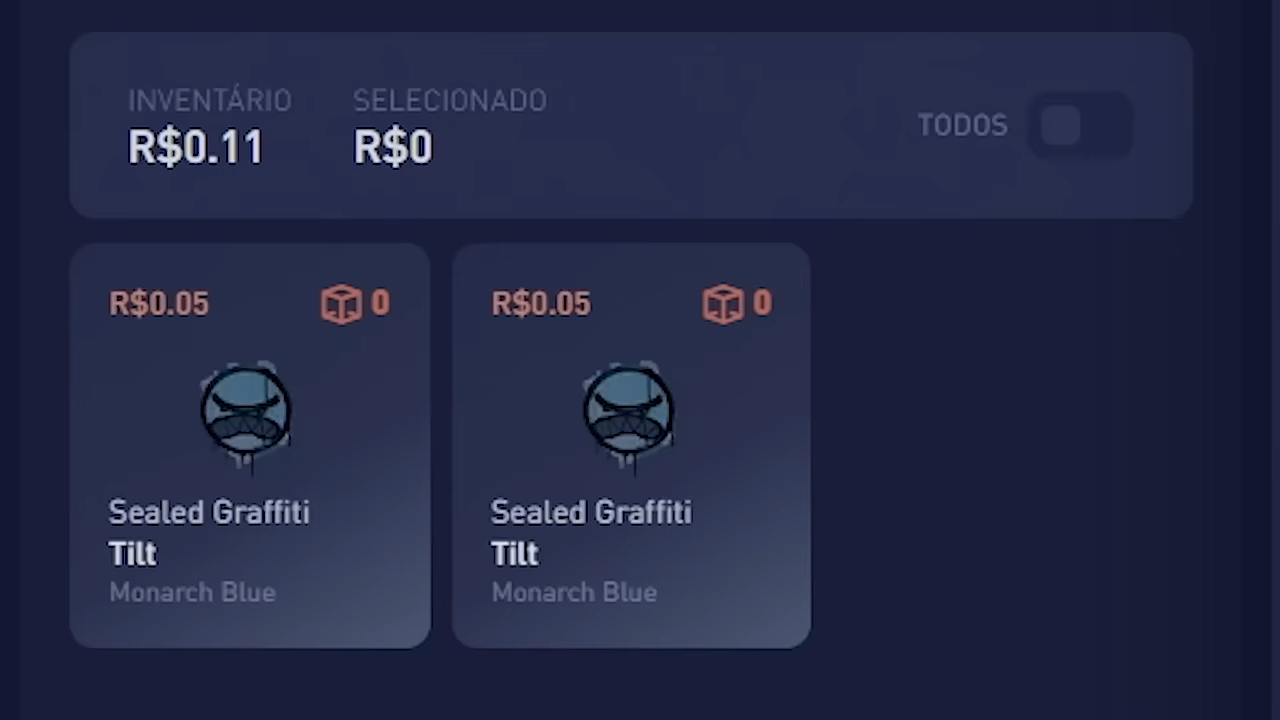 INVENTÁRIO SELECIONADO
R$0.11 R$0
TODOS
R$0.05 0
Sealed Graffiti
Tilt
Monarch Blue
R$0.05 0
Sealed Graffiti
Tilt
Monarch Blue